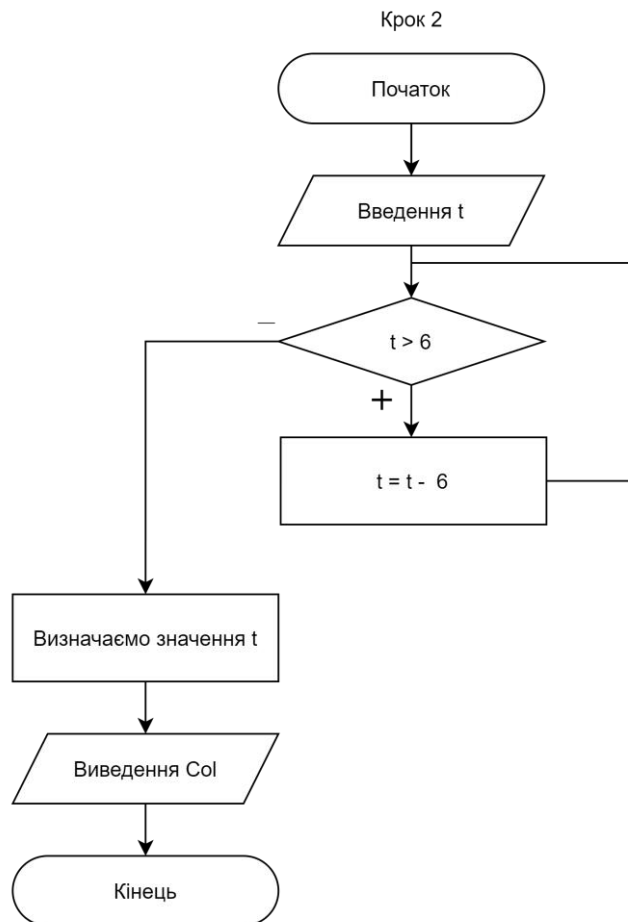 Крок 2
Початок
Введення t
t > 6
+
t = t - 6
Визначаємо значення t
Виведення Col
Кінець